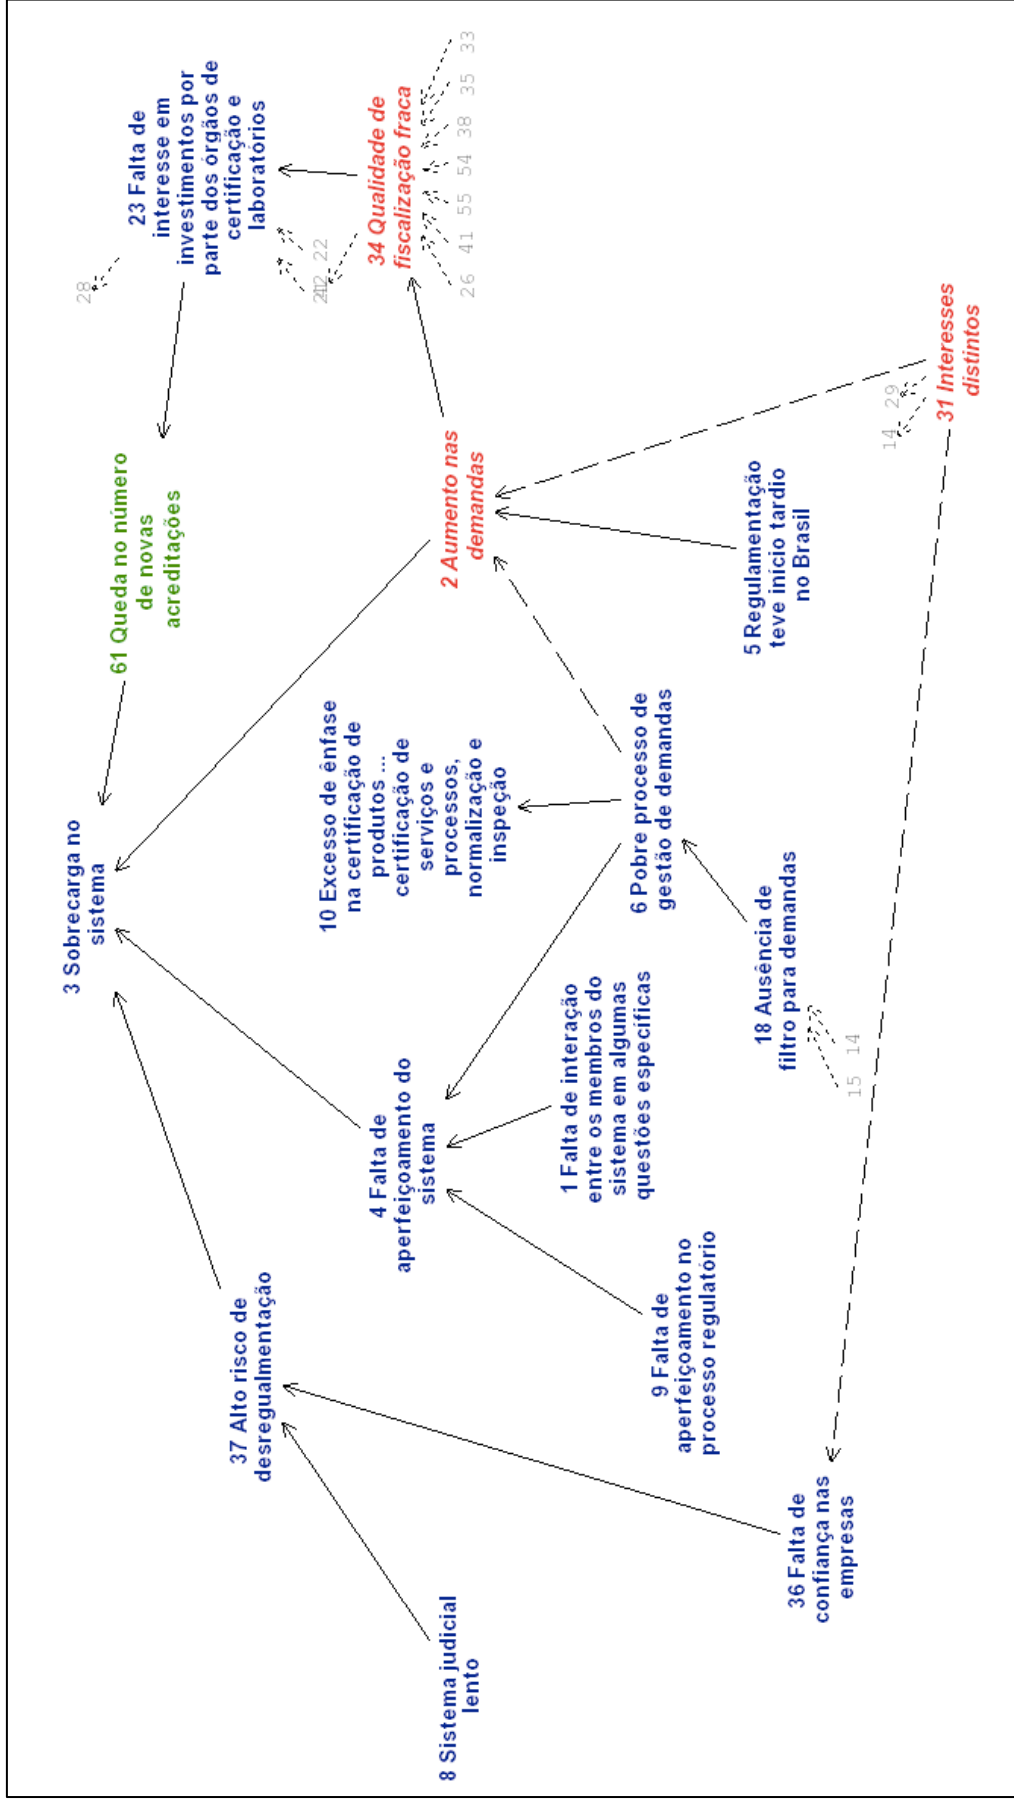 3 Sobrecarga no
sistema
61 Queda no número
de novas
acreditações
28
23 Falta de
interesse em
investimentos por
parte dos órgãos de
certificação e
laboratórios
37 Alto risco de
desregualmentação
4 Falta de
aperfeiçoamento do
sistema
10 Excesso de ênfase
na certificação de
produtos ...
certificação de
serviços e
processos,
normalização e
inspeção
22
34 Qualidade de
fiscalização fraca
26 41 55 54 38 35 33
8 Sistema judicial
lento
2 Aumento nas
demandas
1 Falta de interação
entre os membros do
sistema em algumas
questões específicas
6 Pobre processo de
gestão de demandas
9 Falta de
aperfeiçoamento no
processo regulatório
18 Ausência de
filtro para demandas
15 14
5 Regulamentação
teve início tardio
no Brasil
36 Falta de
confiança nas
empresas
14 29
31 Interesses
distintos